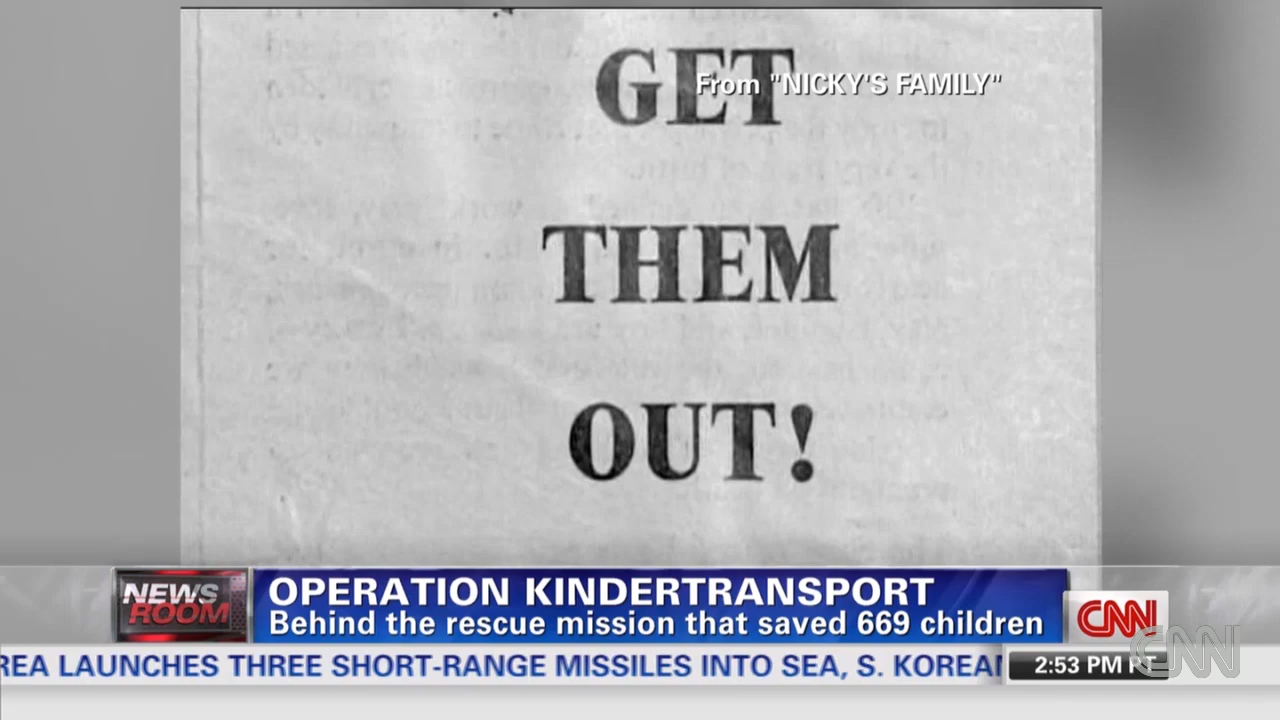 GET
From "NICKY'S FAMILY"
THEM
OUT!
NEWS
ROOM
OPERATION KINDERTRANSPORT
Behind the rescue mission that saved 669 children
CNN
REA LAUNCHES THREE SHORT-RANGE MISSILES INTO SEA, S. KOREAN
2:53 PM PT
CNN